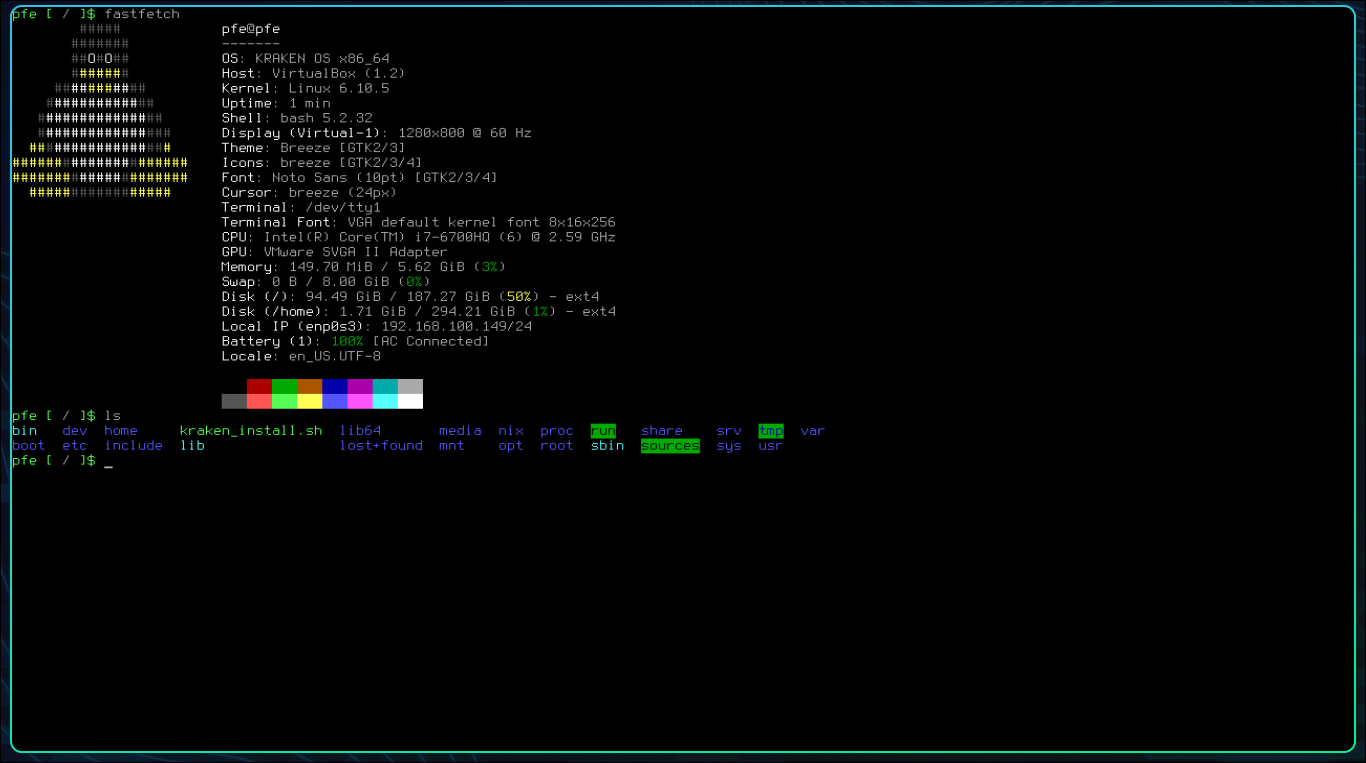 pfe [ / ]$ fastfetch
         #####             pfe@pfe
        #######            -------
        ##O#O##            OS: KRAKEN OS x86_64
        #######            Host: VirtualBox (1.2)
      ###########          Kernel: Linux 6.10.5
     #############         Uptime: 1 min
    ###############        Shell: bash 5.2.32
    ################       Display (Virtual-1): 1280x800 @ 60 Hz
   #################       Theme: Breeze [GTK2/3]
 #####################     Icons: breeze [GTK2/3/4]
 #####################     Font: Noto Sans (10pt) [GTK2/3/4]
   #################       Cursor: breeze (24px)
                           Terminal: /dev/tty1
                           Terminal Font: VGA default kernel font 8x16x256
                           CPU: Intel(R) Core(TM) i7-6700HQ (6) @ 2.59 GHz
                           GPU: VMware SVGA II Adapter
                           Memory: 149.70 MiB / 5.62 GiB (3%)
                           Swap: 0 B / 8.00 GiB (0%)
                           Disk (/): 94.49 GiB / 187.27 GiB (50%) - ext4
                           Disk (/home): 1.71 GiB / 294.21 GiB (1%) - ext4
                           Local IP (enp0s3): 192.168.100.149/24
                           Battery (1): 100% [AC Connected]
                           Locale: en_US.UTF-8
pfe [ / ]$ ls
bin   dev  home     kraken_install.sh  lib64       media  nix  proc  run   share    srv  tmp  var
boot  etc  include  lib                lost+found  mnt    opt  root  sbin  sources  sys  usr
pfe [ / ]$ _